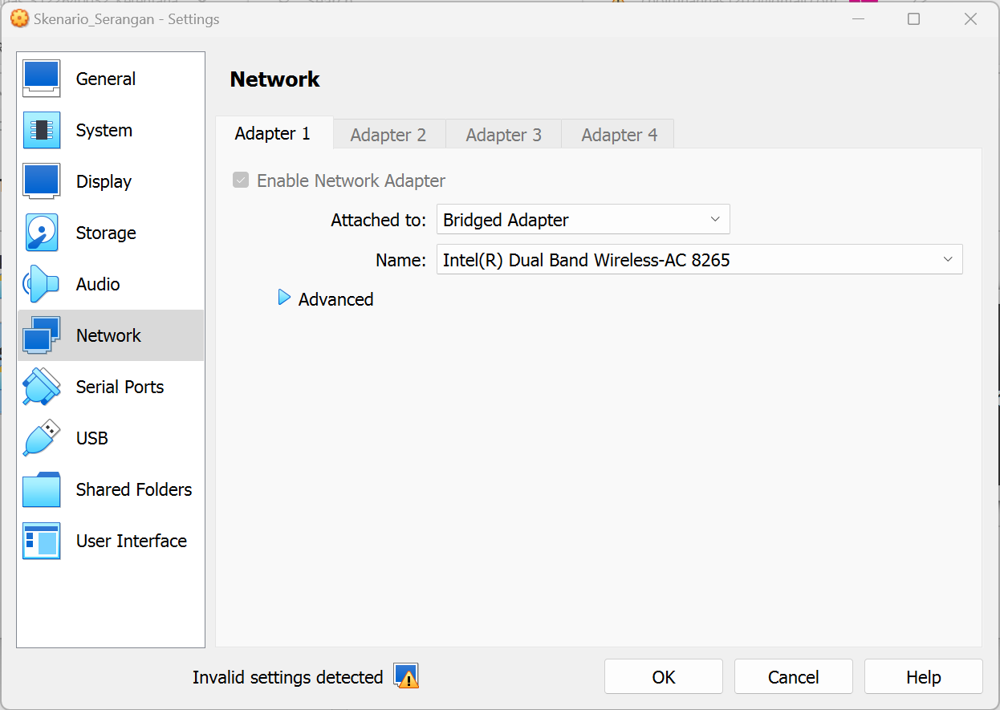 Skenario_Serangan - Settings
General
System
Display
Storage
Audio
Network
Serial Ports
USB
Shared Folders
User Interface
Network
Adapter 1
Adapter 2
Adapter 3
Adapter 4
Enable Network Adapter
Attached to:
Bridged Adapter
Name:
Intel(R) Dual Band Wireless-AC 8265
Advanced
Invalid settings detected
OK
Cancel
Help